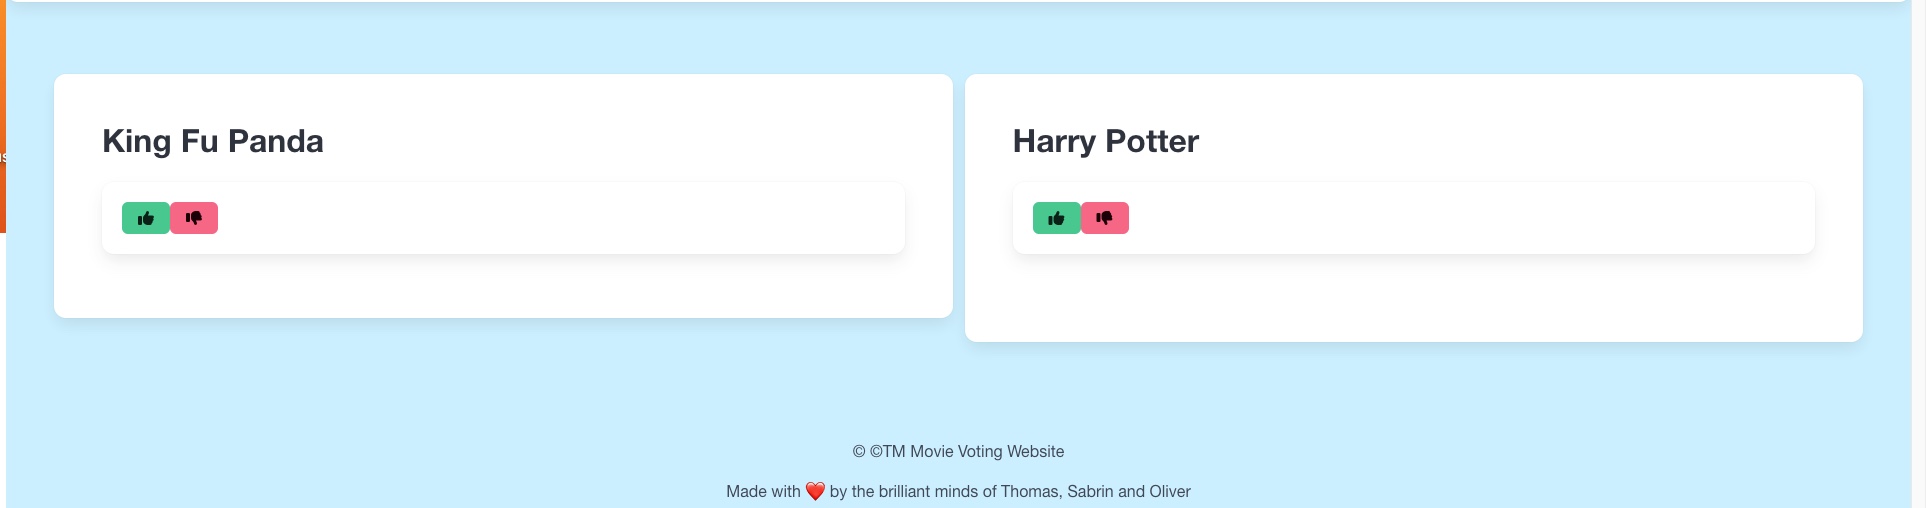 King Fu Panda
Harry Potter
© ©TM Movie Voting Website
Made with ❤️ by the brilliant minds of Thomas, Sabrin and Oliver